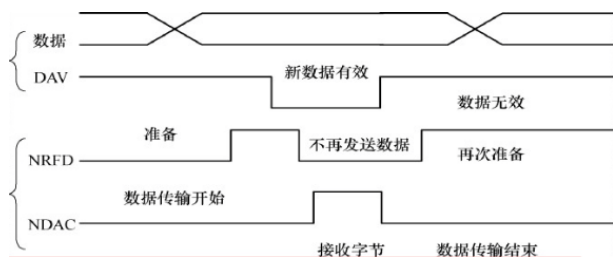 数据
DAV
新数据有效
数据无效
准备
不再发送数据
再次准备
NRFD
数据传输开始
NDAC
接收字节
数据传输结束